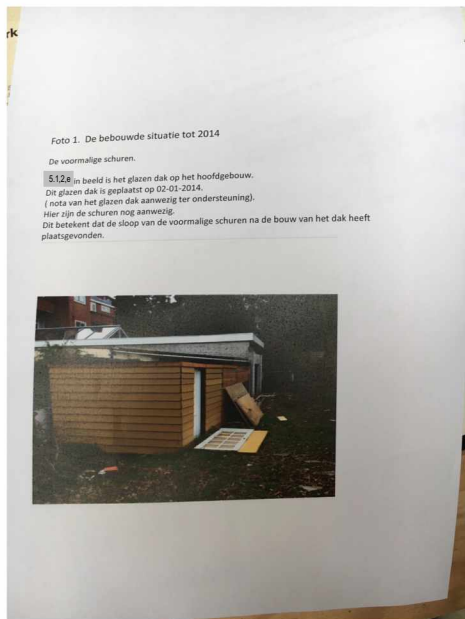 rk
Foto 1. De bebouwde situatie tot 2014
De voormalige schuren.
5.1,2,e in beeld is het glazen dak op het hoofdgebouw.
Dit glazen dak is geplaatst op 02-01-2014.
( nota van het glazen dak aanwezig ter ondersteuning).
Hier zijn de schuren nog aanwezig.
Dit betekent dat de sloop van de voormalige schuren na de bouw van het dak heeft
plaatsgevonden.